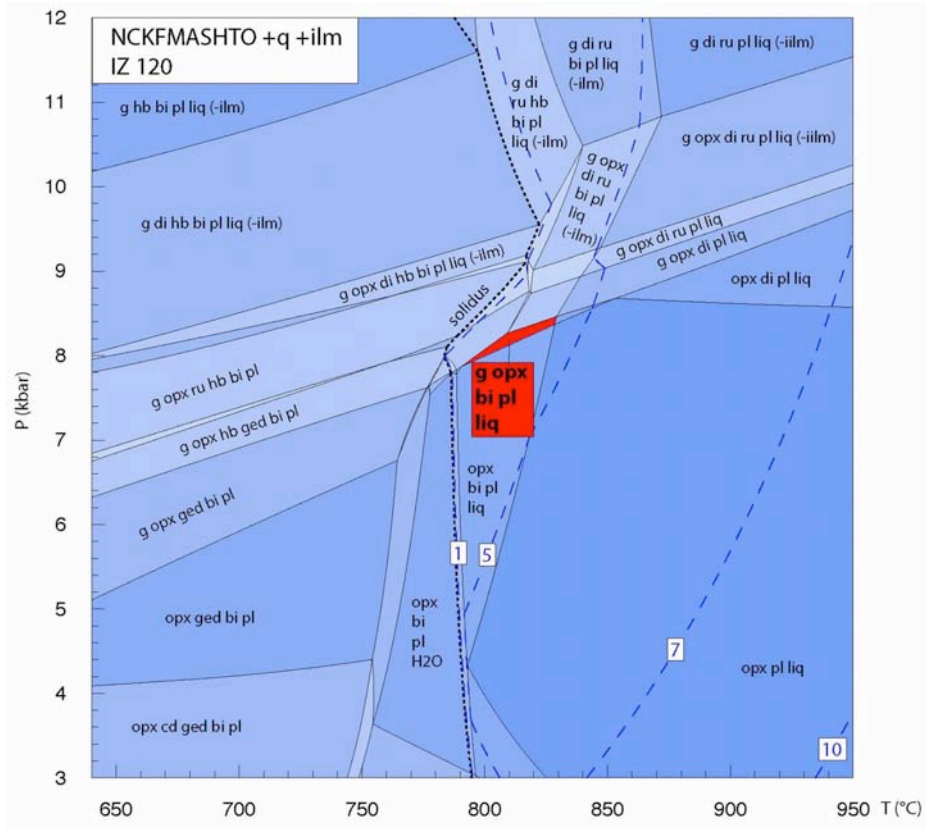 NCKFMASHTO +q +ilm
IZ 120
12
11
10
9
8
7
6
5
4
3
P (kbar)
650
700
750
800
850
900
950
T (°C)
g hb bi pl liq (-ilm)
g di
ru hb
bi pl
liq (-ilm)
g di ru
bi pl liq
(-ilm)
g di ru pl liq (-iilm)
g opx di ru pl liq (-iilm)
g opx
di ru
bi pl
liq
(-ilm)
g di hb bi pl liq (-ilm)
g opx di ru pl liq
g opx di pl liq
g opx di hb bi pl liq (-ilm)
opx di pl liq
solidus
g opx ru hb bi pl
g opx
bi pl
liq
g opx hb ged bi pl
opx
bi pl
liq
g opx ged bi pl
1
5
opx ged bi pl
opx
bi
pl
H2O
7
opx pl liq
opx cd ged bi pl
10